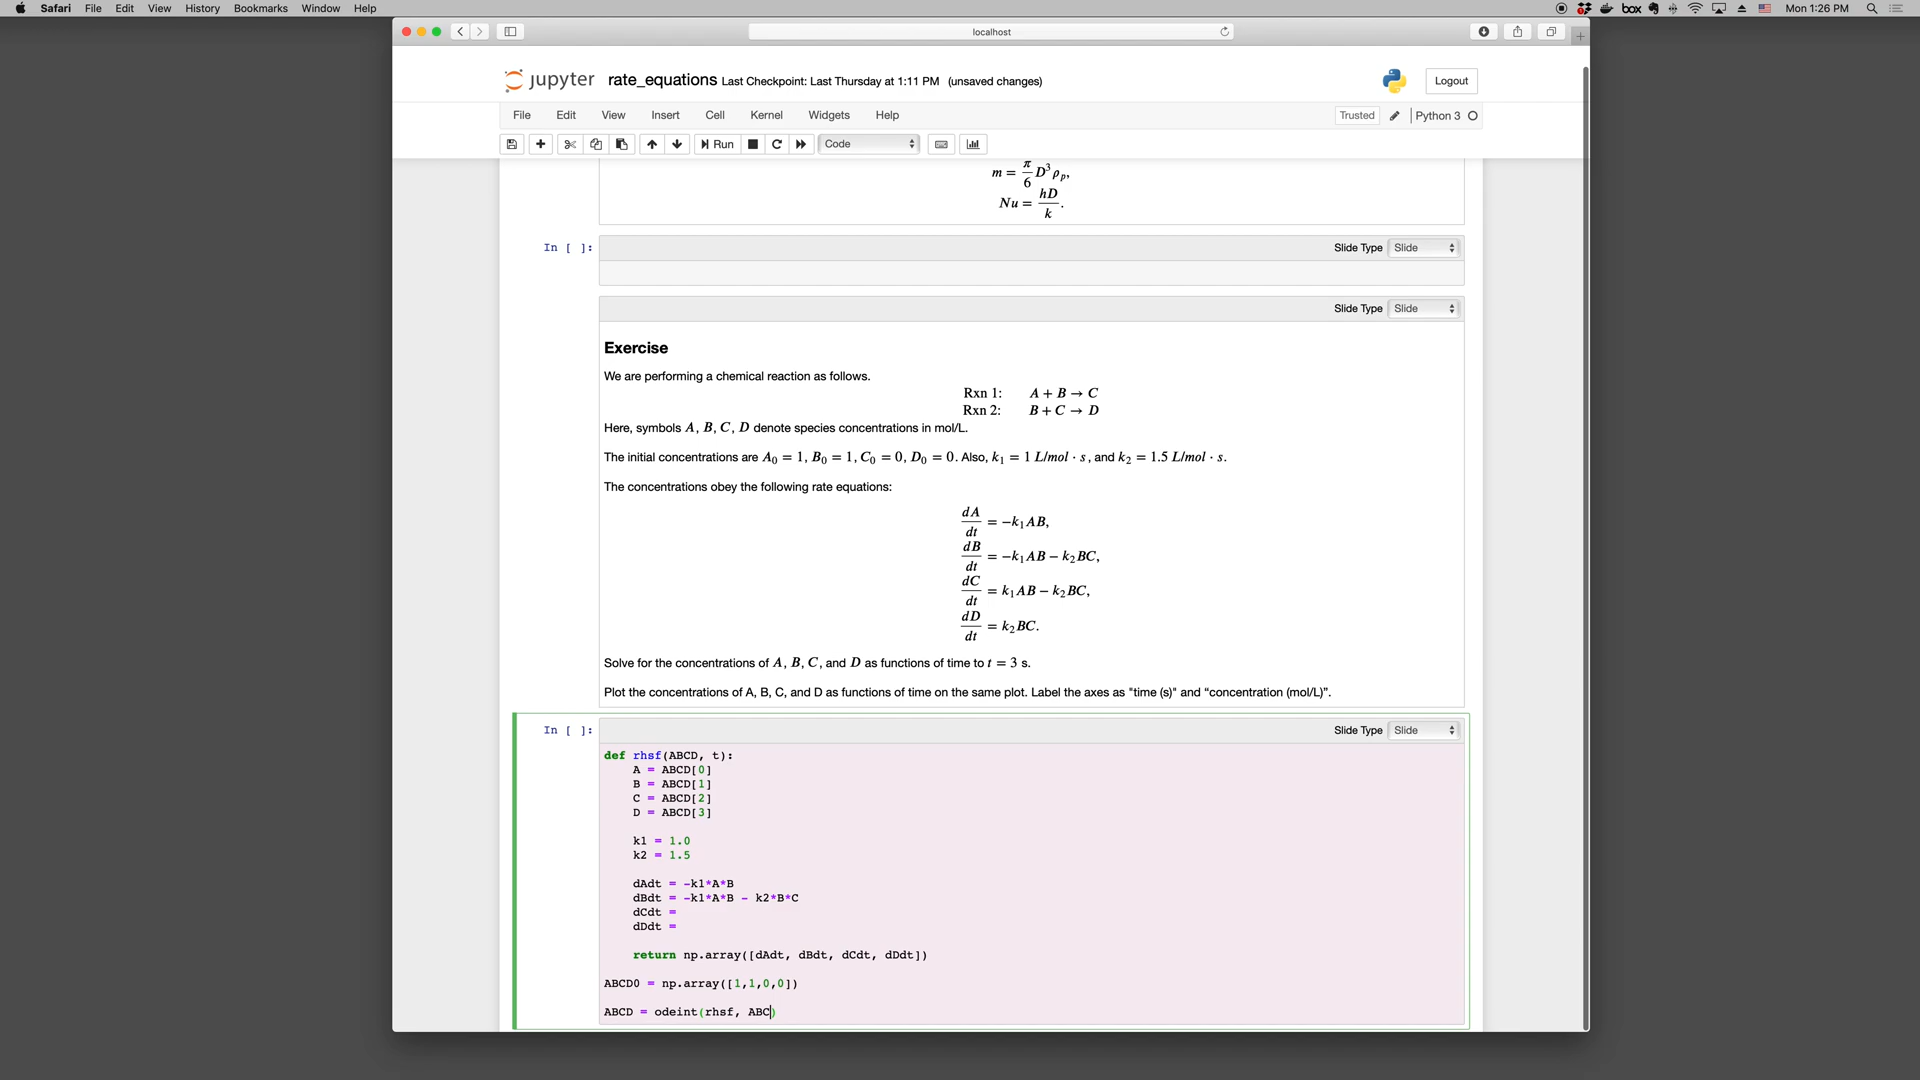 Safari File Edit View History Bookmarks Window Help box Mon 1:26 PM
localhost
jupyter rate_equations Last Checkpoint: Last Thursday at 1:11 PM (unsaved changes) Logout
File Edit View Insert Cell Kernel Widgets Help Trusted Python 3
Run Code
m = π/6 D³ ρₚ,
Nu = hD/k.
In [ ]: Slide Type Slide
Slide Type Slide
Exercise
We are performing a chemical reaction as follows.
Rxn 1: A + B → C
Rxn 2: B + C → D
Here, symbols A, B, C, D denote species concentrations in mol/L.
The initial concentrations are A₀ = 1, B₀ = 1, C₀ = 0, D₀ = 0. Also, k₁ = 1 L/mol · s, and k₂ = 1.5 L/mol · s.
The concentrations obey the following rate equations:
dA/dt = −k₁AB,
dB/dt = −k₁AB − k₂BC,
dC/dt = k₁AB − k₂BC,
dD/dt = k₂BC.
Solve for the concentrations of A, B, C, and D as functions of time to t = 3 s.
Plot the concentrations of A, B, C, and D as functions of time on the same plot. Label the axes as "time (s)" and “concentration (mol/L)”.
In [ ]: Slide Type Slide
def rhsf(ABCD, t):
A = ABCD[0]
B = ABCD[1]
C = ABCD[2]
D = ABCD[3]
k1 = 1.0
k2 = 1.5
dAdt = -k1*A*B
dBdt = -k1*A*B - k2*B*C
dCdt =
dDdt =
return np.array([dAdt, dBdt, dCdt, dDdt])
ABCD0 = np.array([1,1,0,0])
ABCD = odeint(rhsf, ABC)